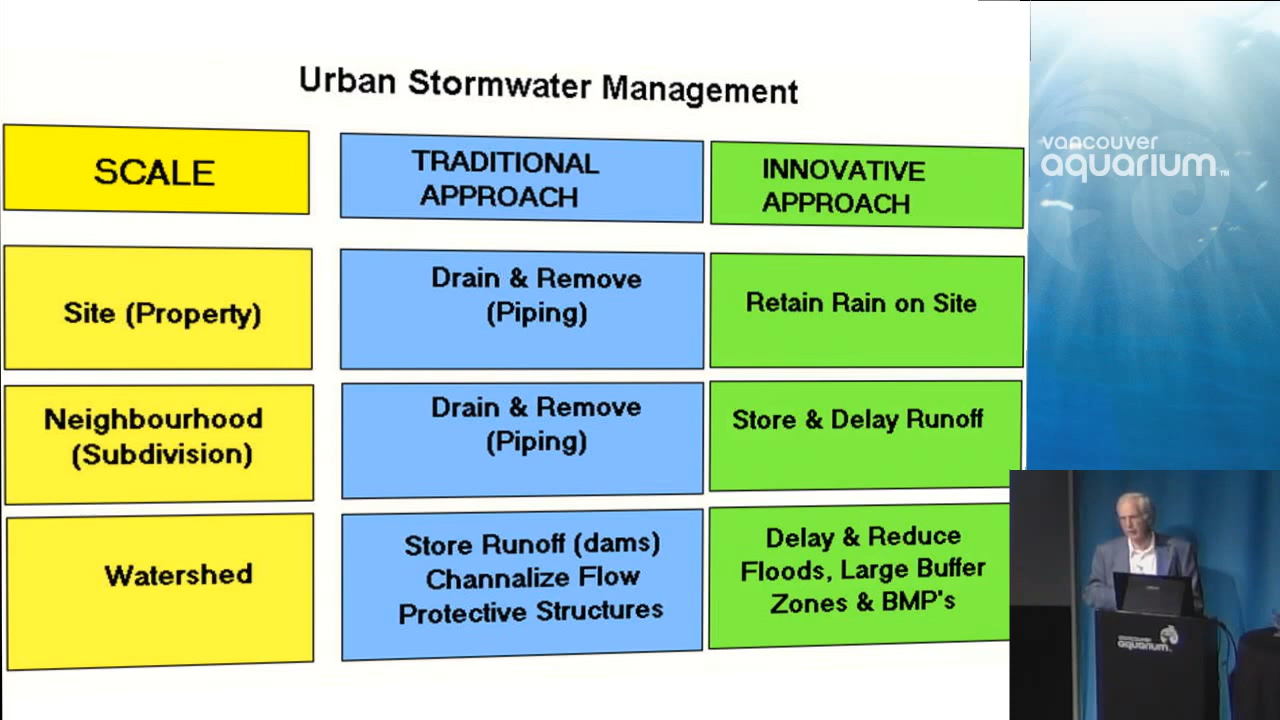 Urban Stormwater Management
SCALE
TRADITIONAL
APPROACH
INNOVATIVE
APPROACH
Site (Property)
Drain & Remove
(Piping)
Retain Rain on Site
Neighbourhood
(Subdivision)
Drain & Remove
(Piping)
Store & Delay Runoff
Watershed
Store Runoff (dams)
Channalize Flow
Protective Structures
Delay & Reduce
Floods, Large Buffer
Zones & BMP's
vancouver
aquarium™
vancouver
aquarium